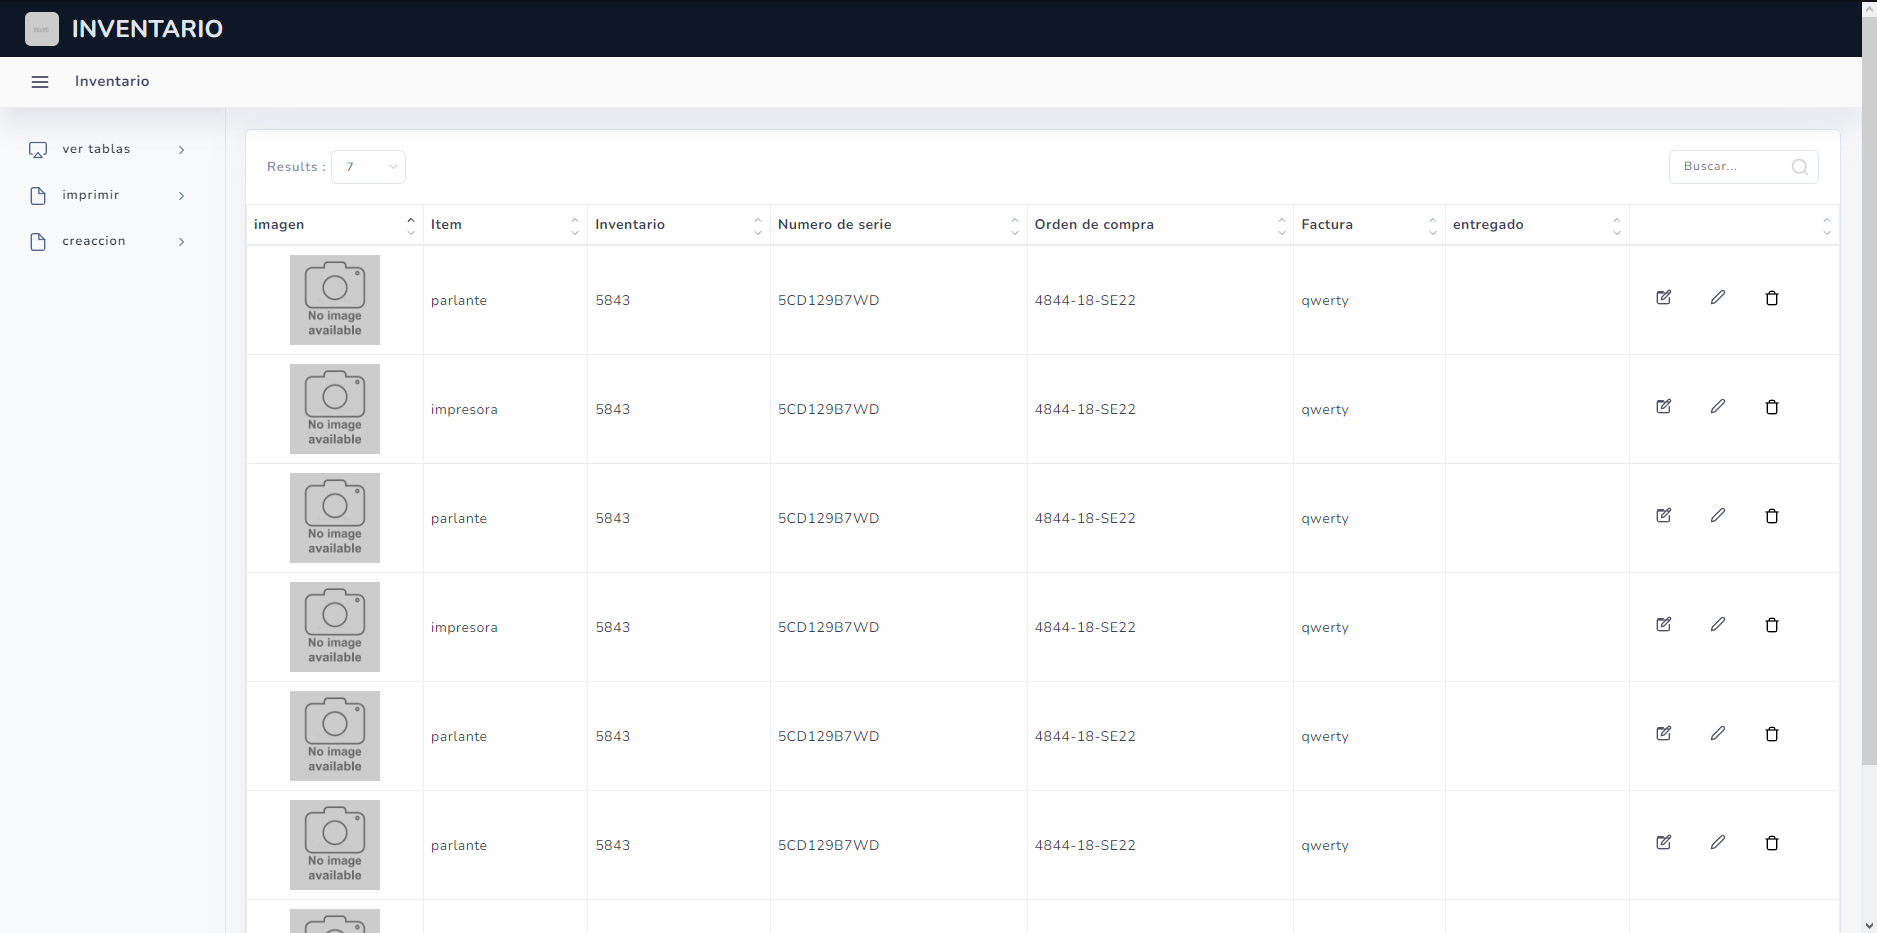 INVENTARIO
Inventario
ver tablas
imprimir
creaccion
Results : 7
Buscar...
imagen Item Inventario Numero de serie Orden de compra Factura entregado
No image available parlante 5843 5CD129B7WD 4844-18-SE22 qwerty
No image available impresora 5843 5CD129B7WD 4844-18-SE22 qwerty
No image available parlante 5843 5CD129B7WD 4844-18-SE22 qwerty
No image available impresora 5843 5CD129B7WD 4844-18-SE22 qwerty
No image available parlante 5843 5CD129B7WD 4844-18-SE22 qwerty
No image available parlante 5843 5CD129B7WD 4844-18-SE22 qwerty